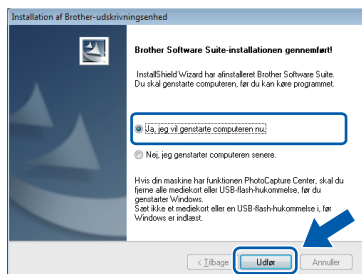 Installation af Brother-udskrivningsenhed
Brother Software Suite-installationen gennemført!
InstallShield Wizard har afinstalleret Brother Software Suite.
Du skal genstarte computeren, før du kan køre programmet.
Ja, jeg vil genstarte computeren nu.
Nej, jeg genstarter computeren senere.
Hvis din maskine har funktionen PhotoCapture Center, skal du
fjerne alle mediekort eller USB-flash-hukommelse, før du
genstarter Windows.
Sæt ikke et mediekort eller en USB-flash-hukommelse i, før
Windows er indlæst.
< Tilbage
Udfør
Annuller